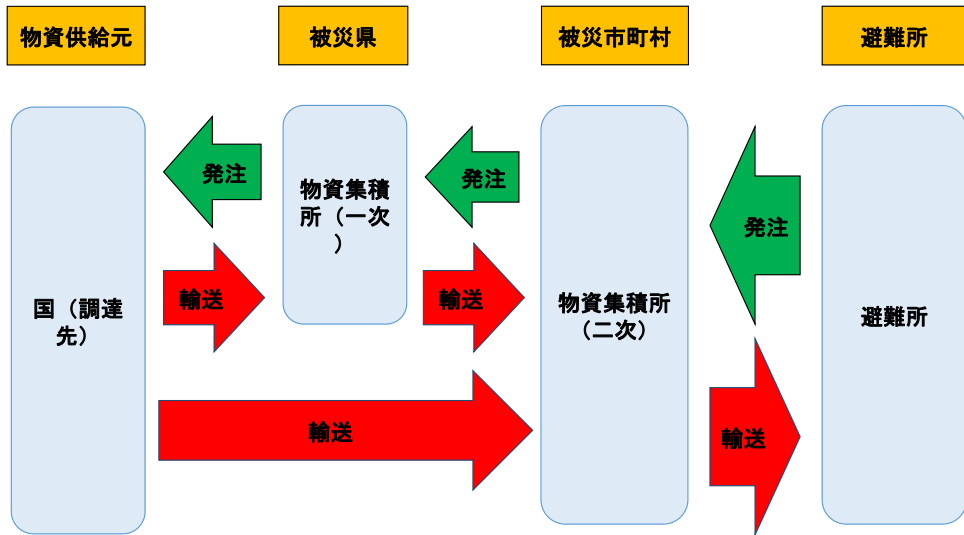 物資供給元
被災県
被災市町村
避難所
国（調達
先）
発注
輸送
物資集積
所（一次
）
発注
輸送
輸送
物資集積所
（二次）
発注
輸送
避難所